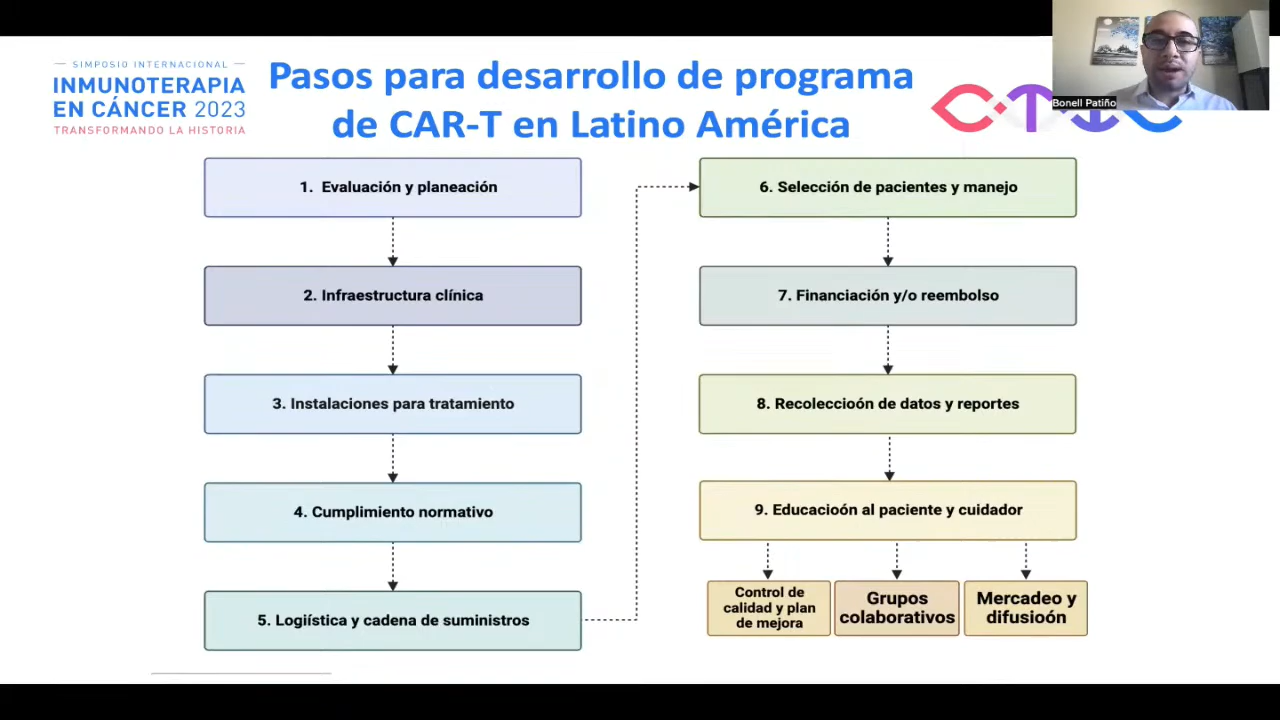 SIMPOSIO INTERNACIONAL
INMUNOTERAPIA
EN CÁNCER 2023
TRANSFORMANDO LA HISTORIA
Pasos para desarrollo de programa
de CAR-T en Latino América
Bonell Patiño
1. Evaluación y planeación
2. Infraestructura clínica
3. Instalaciones para tratamiento
4. Cumplimiento normativo
5. Logiística y cadena de suministros
6. Selección de pacientes y manejo
7. Financiación y/o reembolso
8. Recoleccioón de datos y reportes
9. Educacioón al paciente y cuidador
Control de
calidad y plan
de mejora
Grupos
colaborativos
Mercadeo y
difusioón